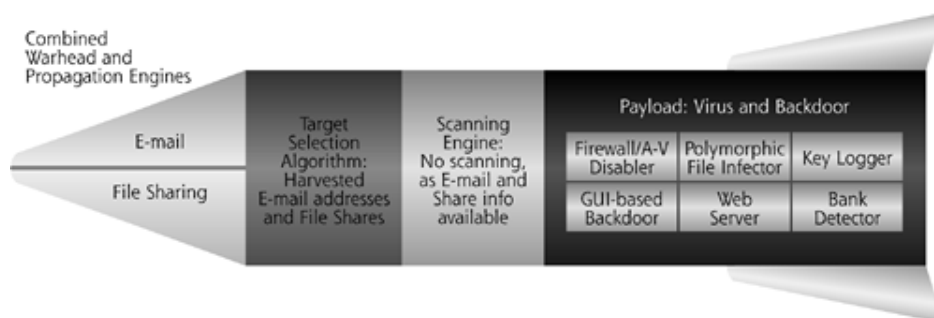 Combined
Warhead and
Propagation Engines
E-mail
File Sharing
Target
Selection
Algorithm:
Harvested
E-mail addresses
and File Shares
Scanning
Engine:
No scanning,
as E-mail and
Share info
available
Payload: Virus and Backdoor
Firewall/A-V
Disabler
Polymorphic
File Infector
Key Logger
GUI-based
Backdoor
Web
Server
Bank
Detector